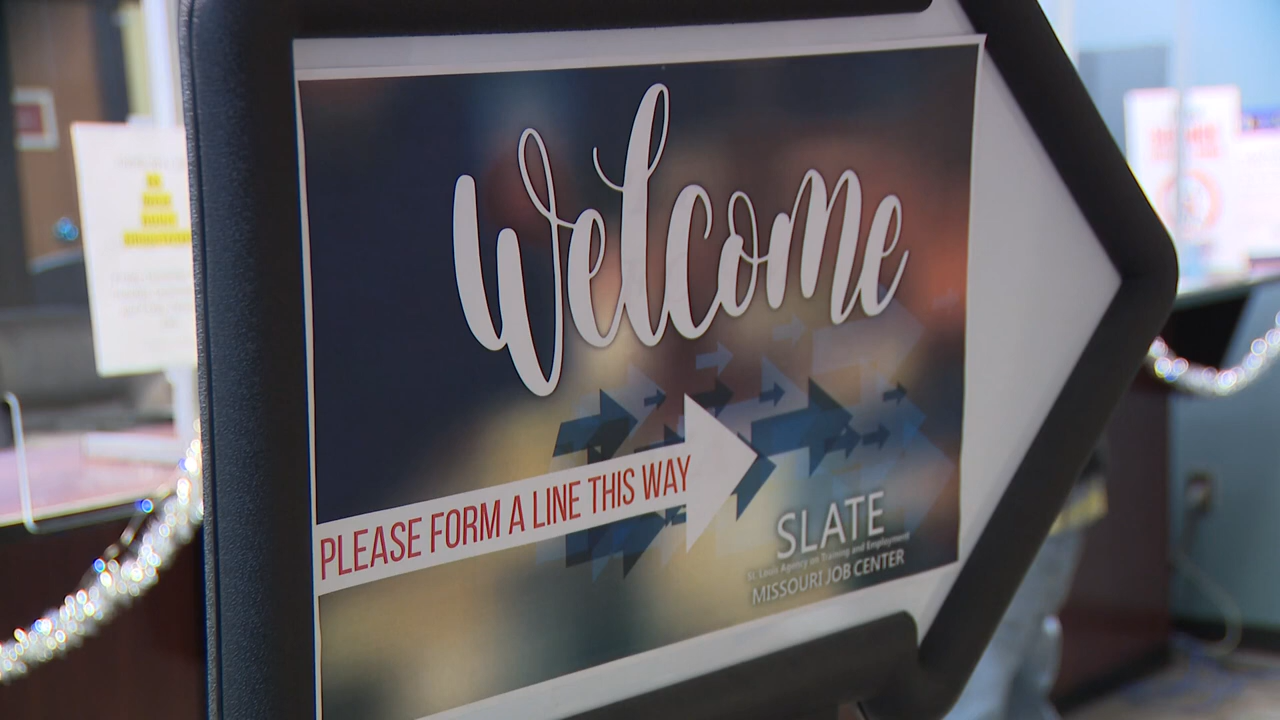 Welcome
PLEASE FORM A LINE THIS WAY
SLATE
St. Louis Agency on Training and Employment
MISSOURI JOB CENTER